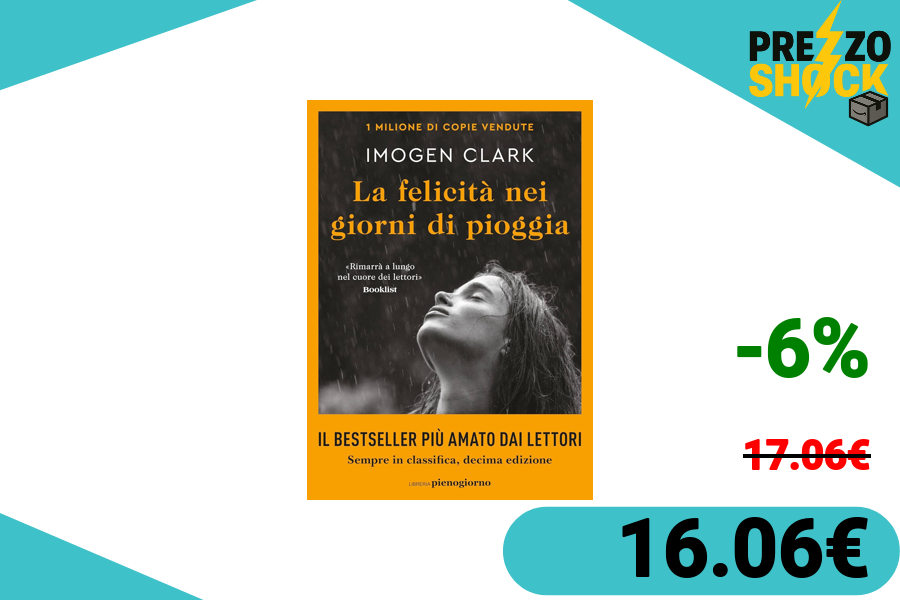 PREZZO
SHOCK
1 MILIONE DI COPIE VENDUTE
IMOGEN CLARK
La felicità nei
giorni di pioggia
«Rimarrà a lungo
nel cuore dei lettori»
Booklist
IL BESTSELLER PIÙ AMATO DAI LETTORI
Sempre in classifica, decima edizione
LIBRERIA pienogiorno
-6%
17.06€
16.06€